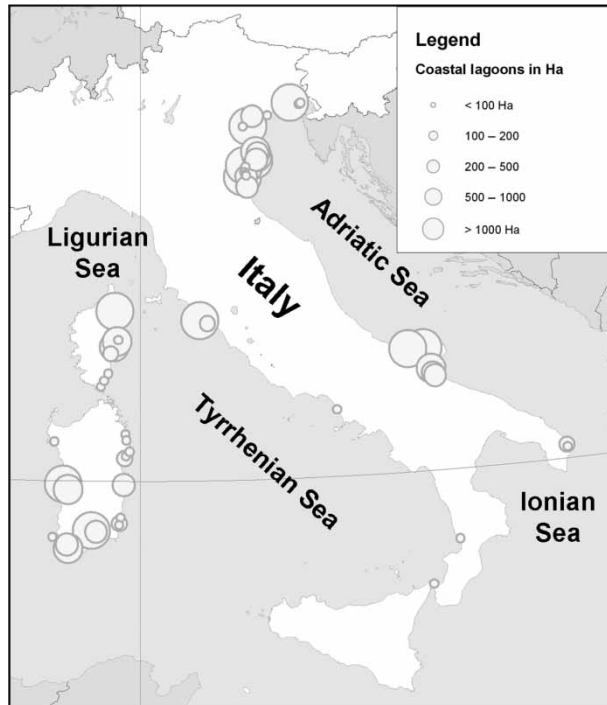 Legend
Coastal lagoons in Ha
< 100 Ha
100 – 200
200 – 500
500 – 1000
> 1000 Ha
Ligurian
Sea
Adriatic Sea
Italy
Tyrrhenian Sea
Ionian
Sea